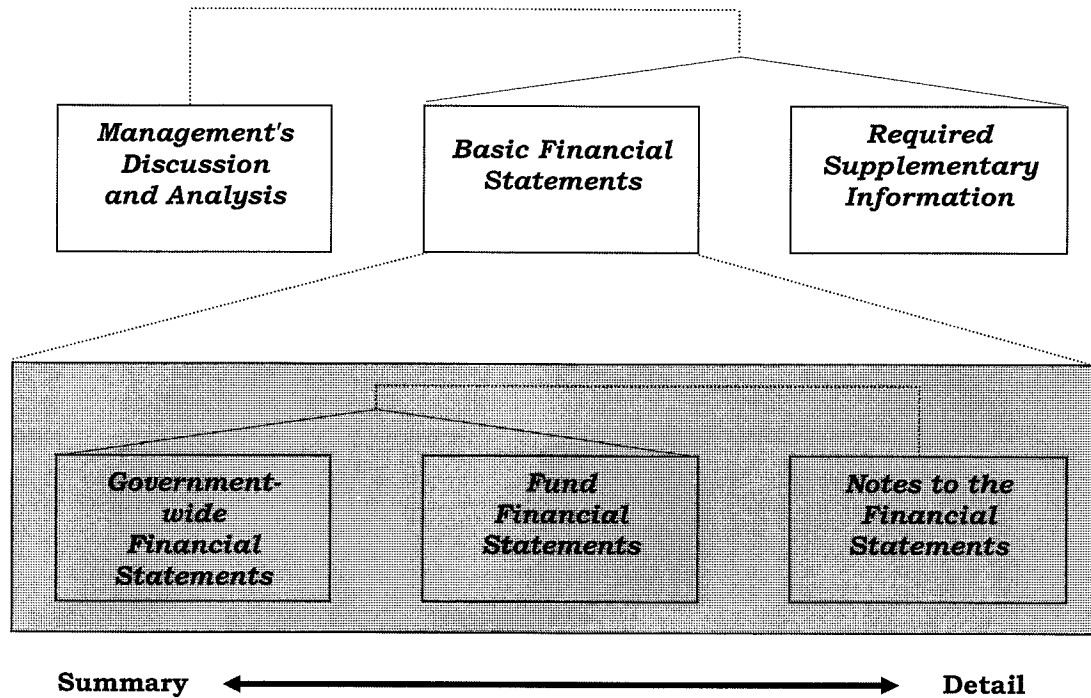 Management's
Discussion
and Analysis
Basic Financial
Statements
Required
Supplementary
Information
Government-
wide
Financial
Statements
Fund
Financial
Statements
Notes to the
Financial
Statements
Summary
Detail